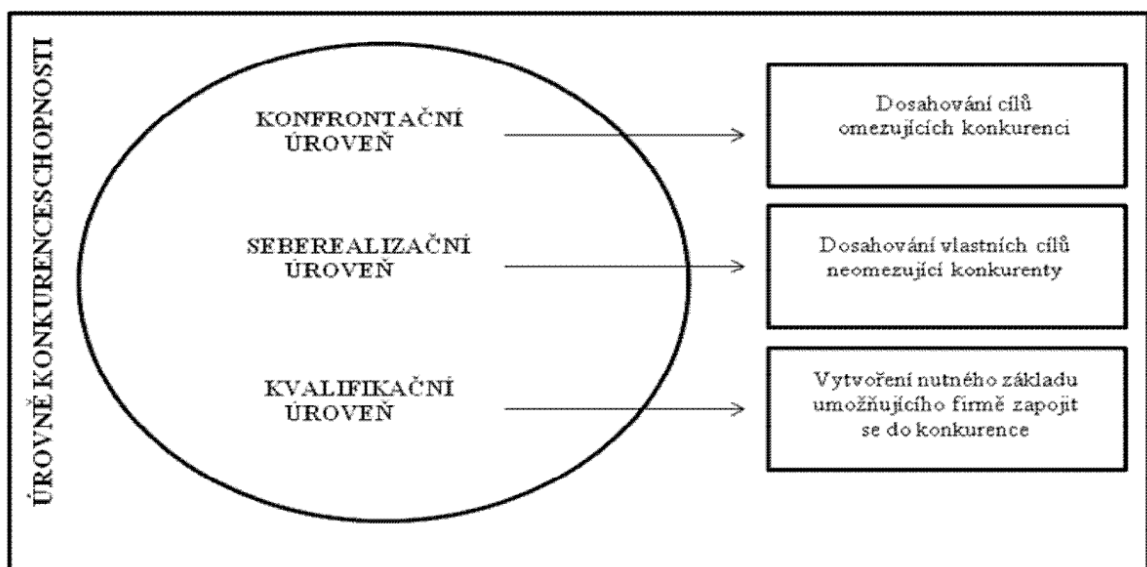 ÚROVNĚ KONKURENCESCHOPNOSTI
KONFRONTAČNÍ
ÚROVEŇ
Dosahování cílů
omezujících konkurenci
SEBEREALIZAČNÍ
ÚROVEŇ
Dosahování vlastních cílů
neomezující konkurenty
KVALIFIKAČNÍ
ÚROVEŇ
Vytvoření nutného základu
umožňujícího firmě zapojit
se do konkurence